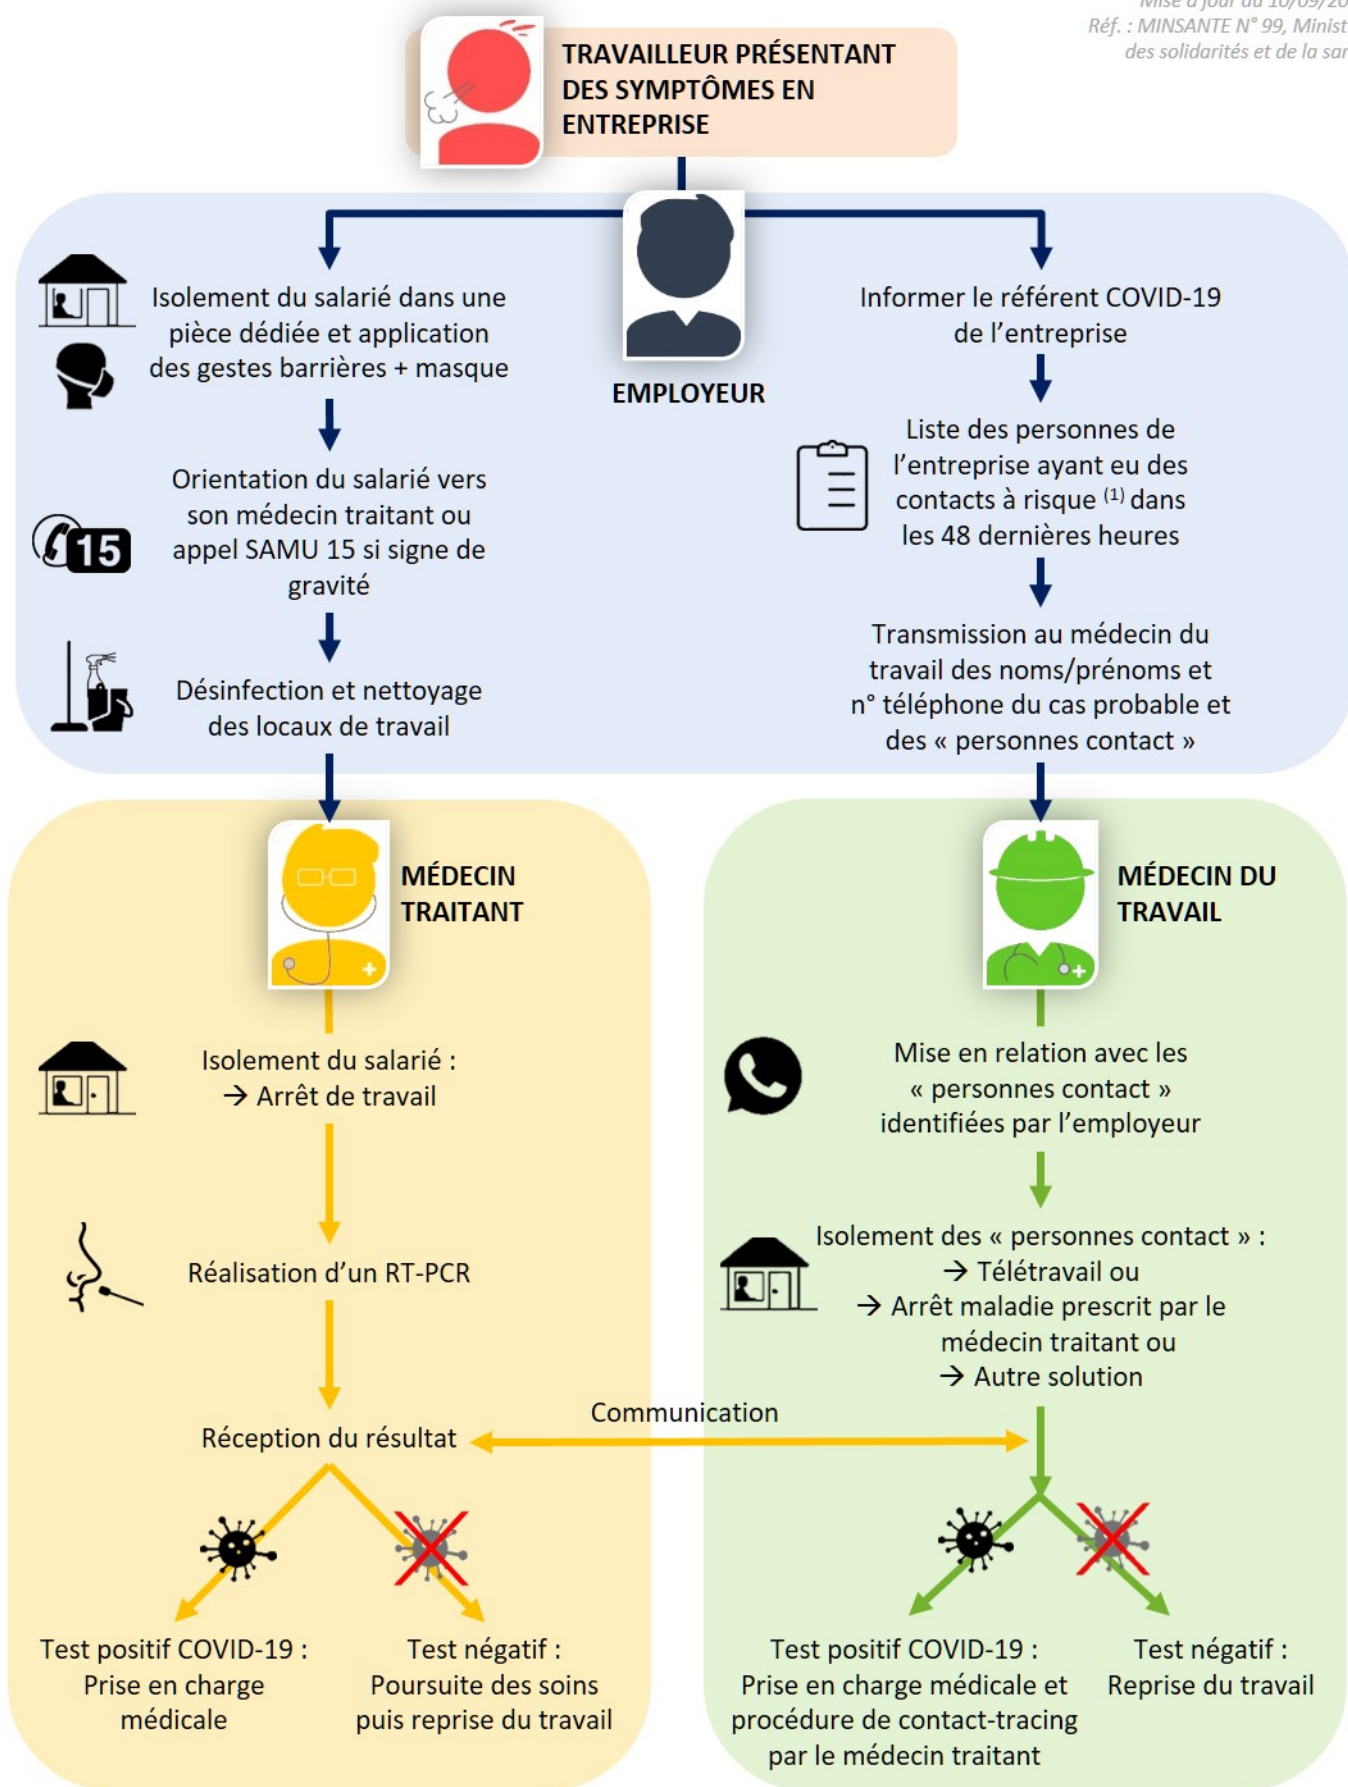 Mise à jour du 10/09/20
Réf. : MINSANTE N° 99, Minist
des solidarités et de la sar
TRAVAILLEUR PRÉSENTANT
DES SYMPTÔMES EN
ENTREPRISE
EMPLOYEUR
Isolement du salarié dans une
pièce dédiée et application
des gestes barrières + masque
15
Orientation du salarié vers
son médecin traitant ou
appel SAMU 15 si signe de
gravité
Désinfection et nettoyage
des locaux de travail
Informer le référent COVID-19
de l’entreprise
Liste des personnes de
l’entreprise ayant eu des
contacts à risque (1) dans
les 48 dernières heures
Transmission au médecin du
travail des noms/prénoms et
n° téléphone du cas probable et
des « personnes contact »
MÉDECIN
TRAITANT
Isolement du salarié :
→ Arrêt de travail
Réalisation d’un RT-PCR
Réception du résultat
Communication
Test positif COVID-19 :
Prise en charge
médicale
Test négatif :
Poursuite des soins
puis reprise du travail
MÉDECIN DU
TRAVAIL
Mise en relation avec les
« personnes contact »
identifiées par l’employeur
Isolement des « personnes contact » :
→ Télétravail ou
→ Arrêt maladie prescrit par le
médecin traitant ou
→ Autre solution
Test positif COVID-19 :
Prise en charge médicale et
procédure de contact-tracing
par le médecin traitant
Test négatif :
Reprise du travail